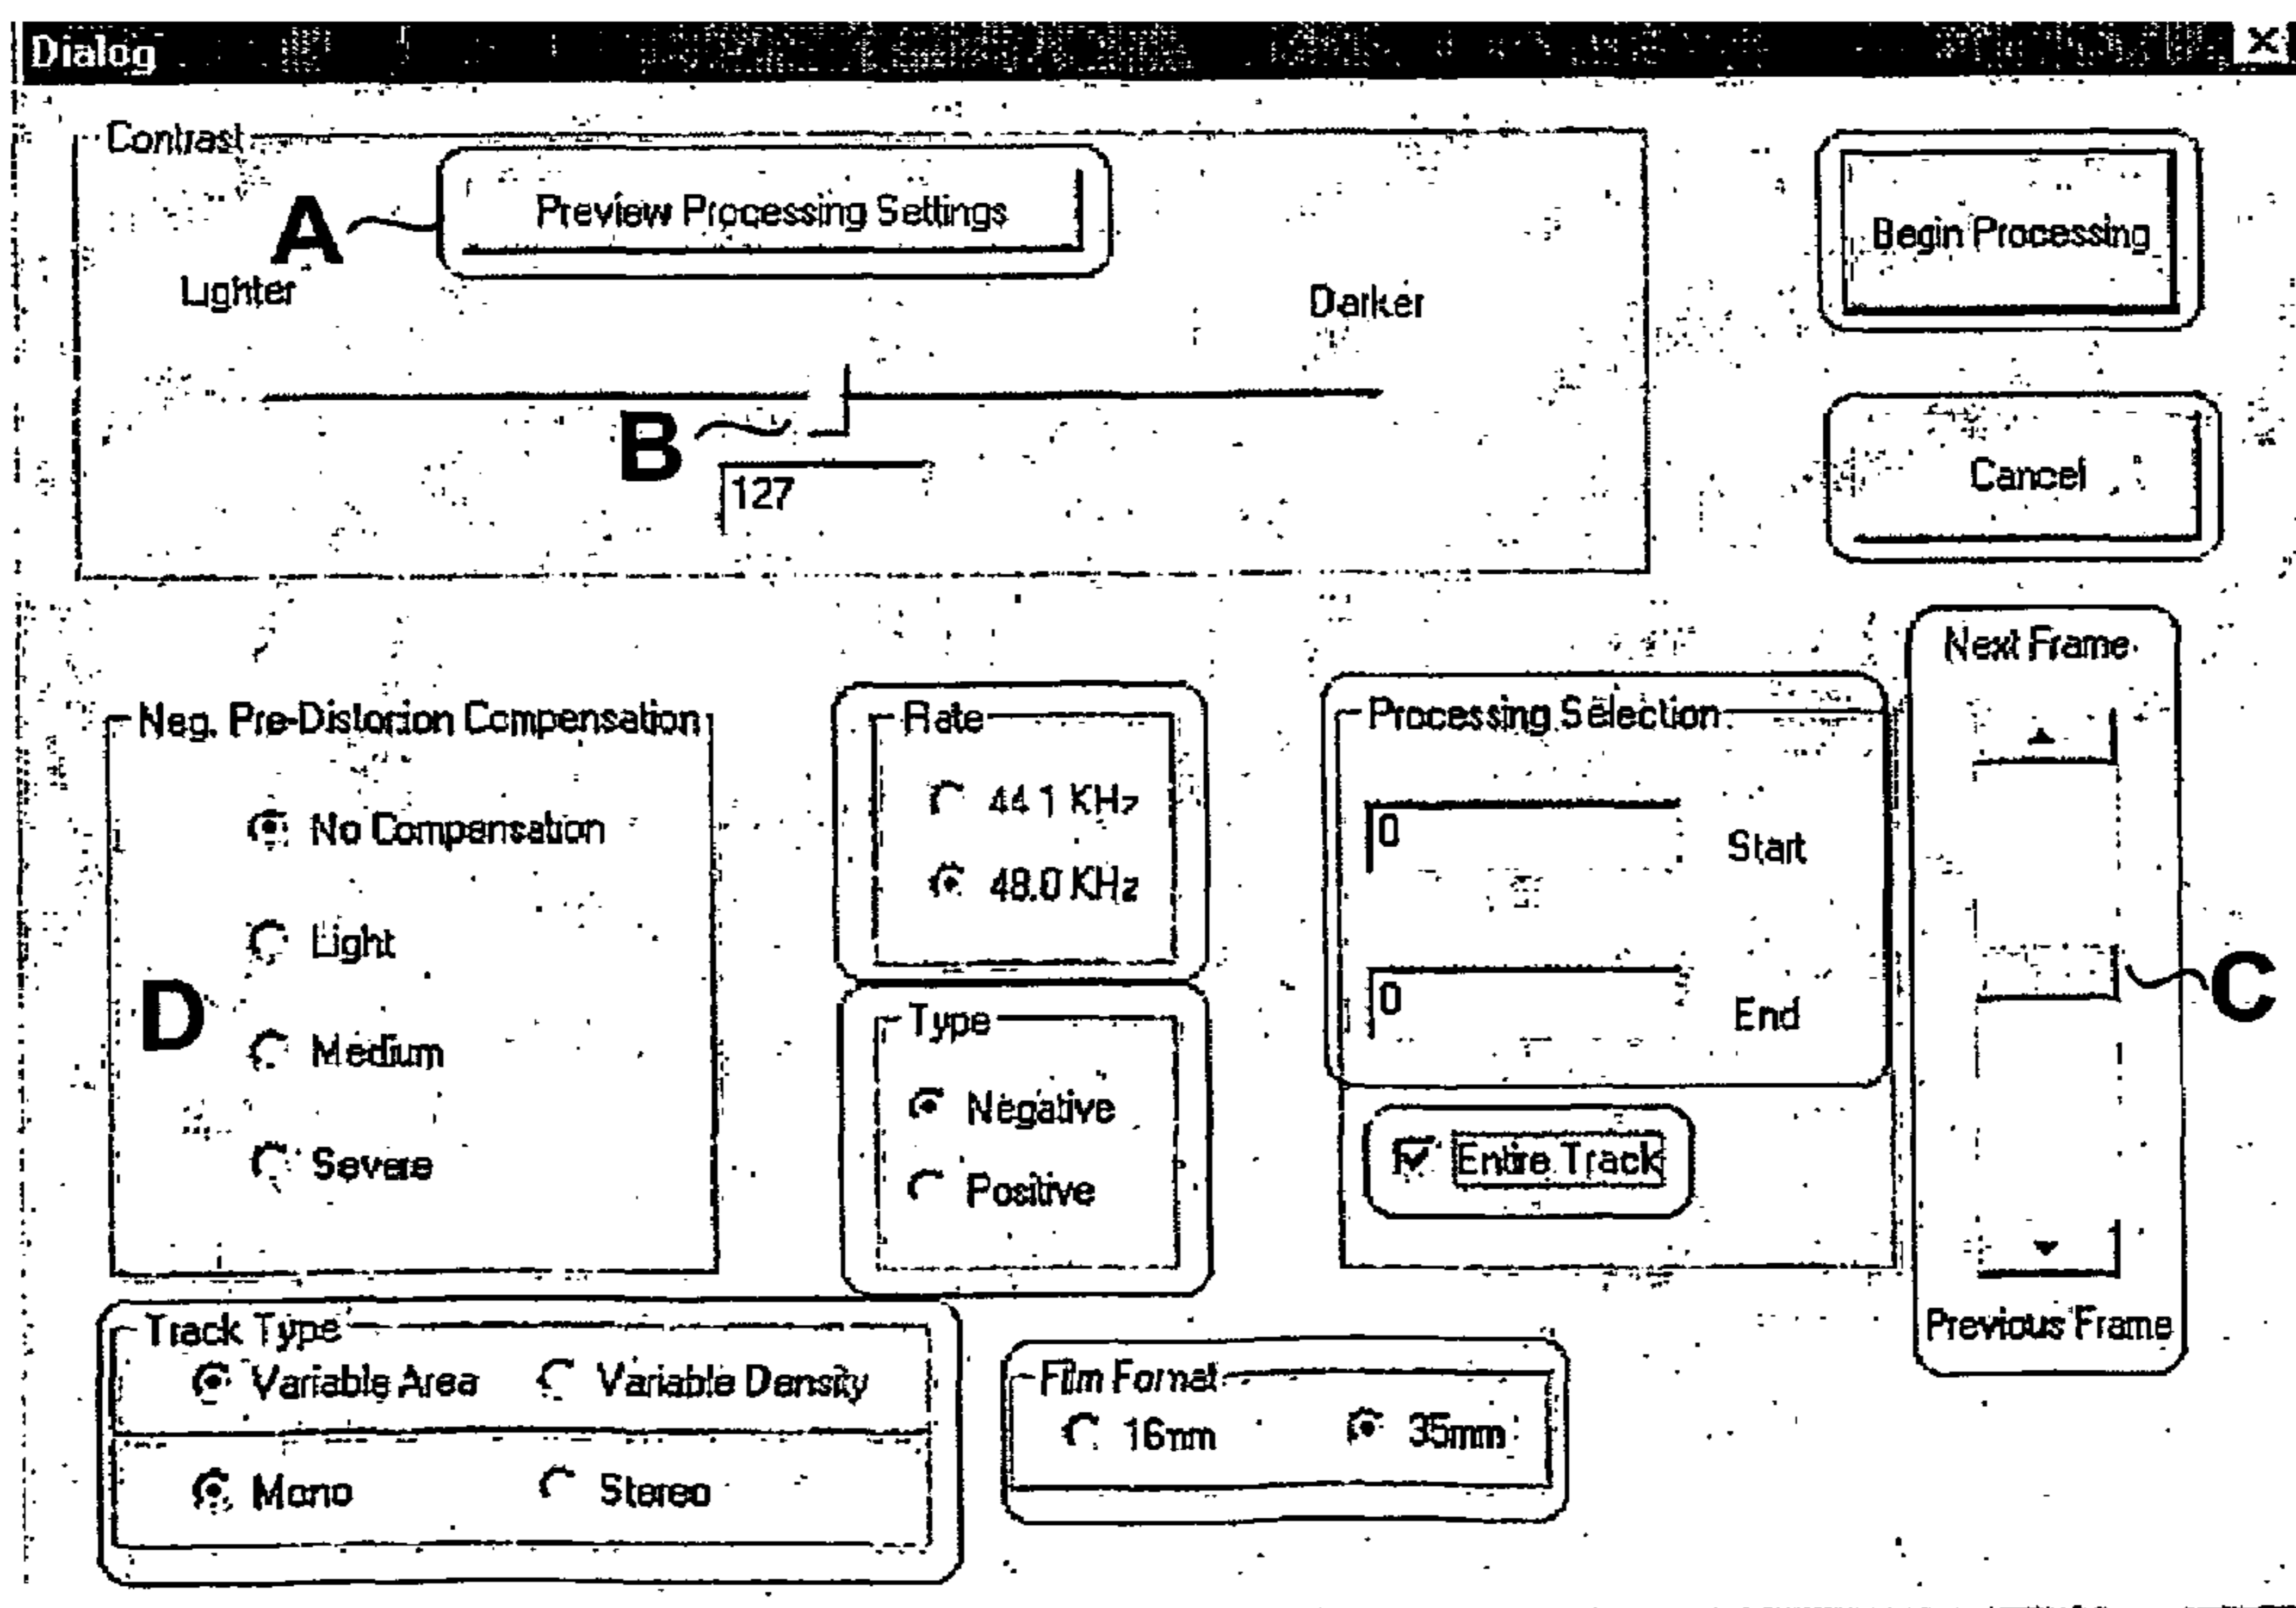 Dialog
Contrast
A
Preview Processing Settings
Lighter
Darker
B
127
Begin Processing
Cancel
Neg. Pre-Distorion Compensation
No Compensation
Light
D
Medium
Severe
Rate
44.1 KHz
48.0 KHz
Type
Negative
Positive
Processing Selection
0
Start
0
End
Entire Track
Next Frame
C
Previous Frame
Track Type
Variable Area
Variable Density
Mono
Stereo
Film Format
16mm
35mm